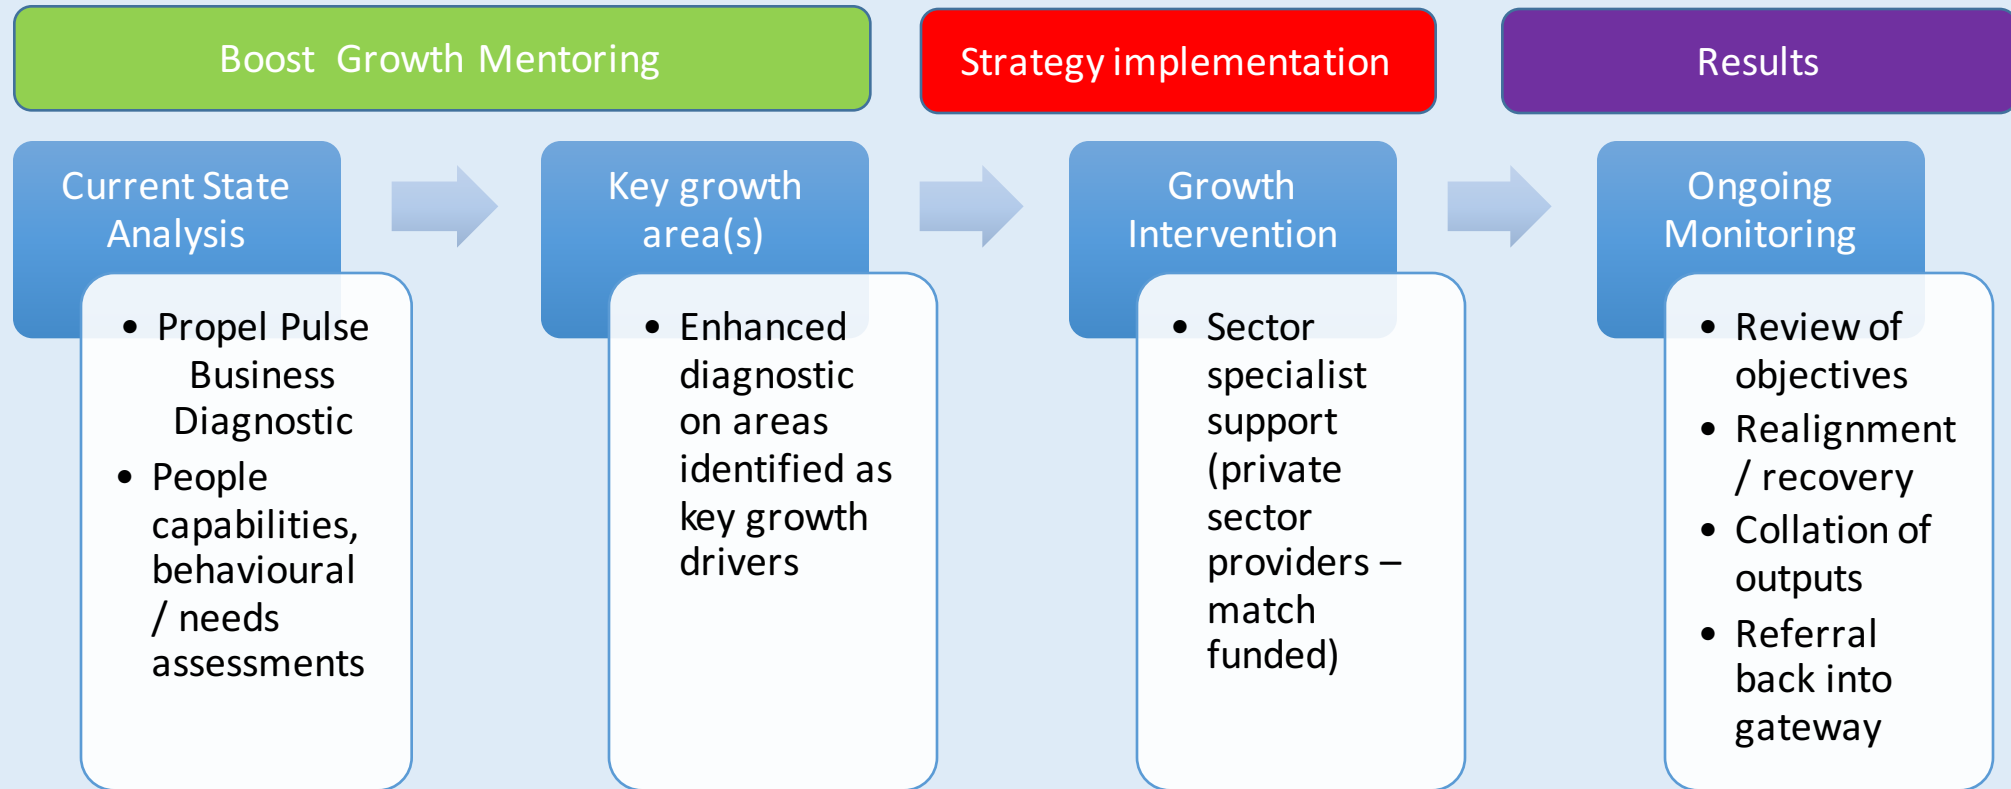 Boost Growth Mentoring
Strategy implementation
Results
Current State
Analysis
• Propel Pulse
Business
Diagnostic
• People
capabilities,
behavioural
/ needs
assessments
Key growth
area(s)
• Enhanced
diagnostic
on areas
identified as
key growth
drivers
Growth
Intervention
• Sector
specialist
support
(private
sector
providers –
match
funded)
Ongoing
Monitoring
• Review of
objectives
• Realignment
/ recovery
• Collation of
outputs
• Referral
back into
gateway